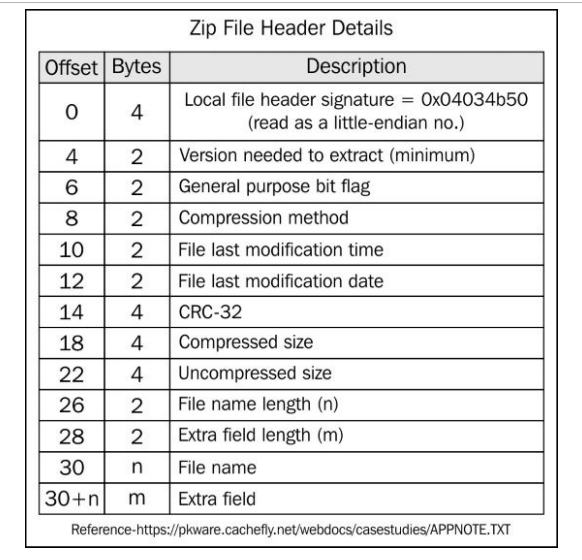 Zip File Header Details
Offset Bytes Description
0 4 Local file header signature = 0x04034b50
(read as a little-endian no.)
4 2 Version needed to extract (minimum)
6 2 General purpose bit flag
8 2 Compression method
10 2 File last modification time
12 2 File last modification date
14 4 CRC-32
18 4 Compressed size
22 4 Uncompressed size
26 2 File name length (n)
28 2 Extra field length (m)
30 n File name
30+n m Extra field
Reference-https://pkware.cachefly.net/webdocs/casestudies/APPNOTE.TXT